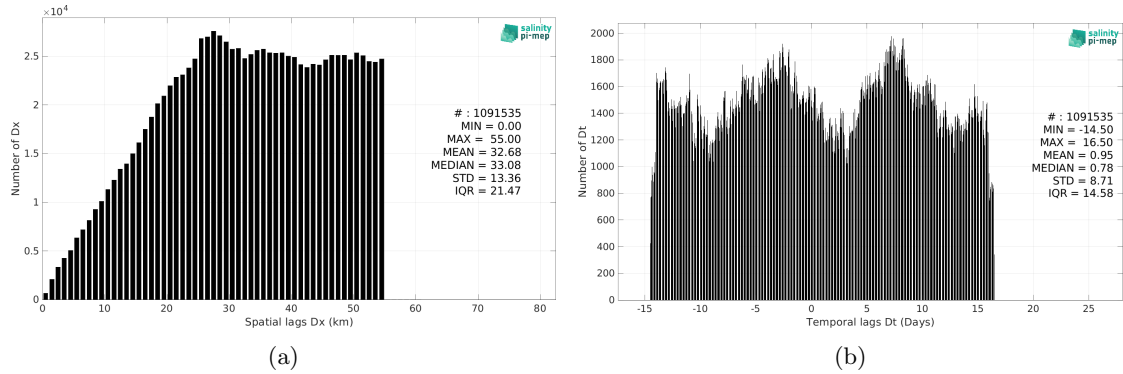 ×10⁴
2.5
2
1.5
1
0.5
0
0 10 20 30 40 50 60 70 80
Number of Dx
Spatial lags Dx (km)
salinity
pi-mep
# : 1091535
MIN = 0.00
MAX = 55.00
MEAN = 32.68
MEDIAN = 33.08
STD = 13.36
IQR = 21.47
(a)
2000
1800
1600
1400
1200
1000
800
600
400
200
0
-15 -10 -5 0 5 10 15 20 25
Number of Dt
Temporal lags Dt (Days)
salinity
pi-mep
# : 1091535
MIN = -14.50
MAX = 16.50
MEAN = 0.95
MEDIAN = 0.78
STD = 8.71
IQR = 14.58
(b)